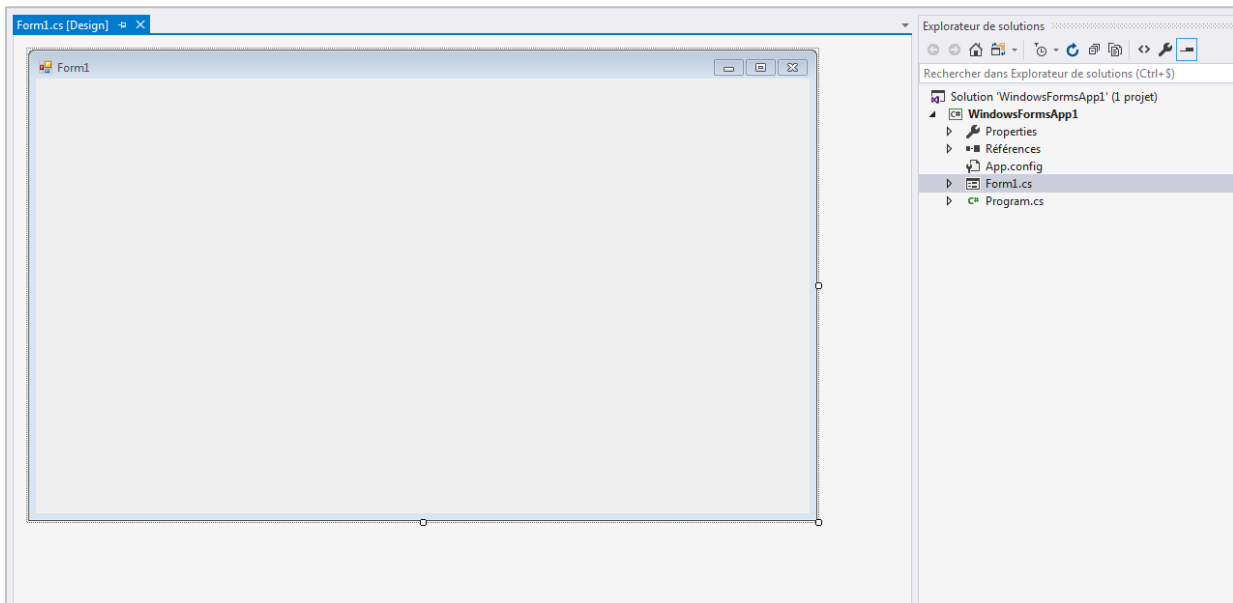 Form1.cs [Design]
Form1
Explorateur de solutions
Rechercher dans Explorateur de solutions (Ctrl+$)
Solution 'WindowsFormsApp1' (1 projet)
C# WindowsFormsApp1
Properties
Références
App.config
Form1.cs
C# Program.cs